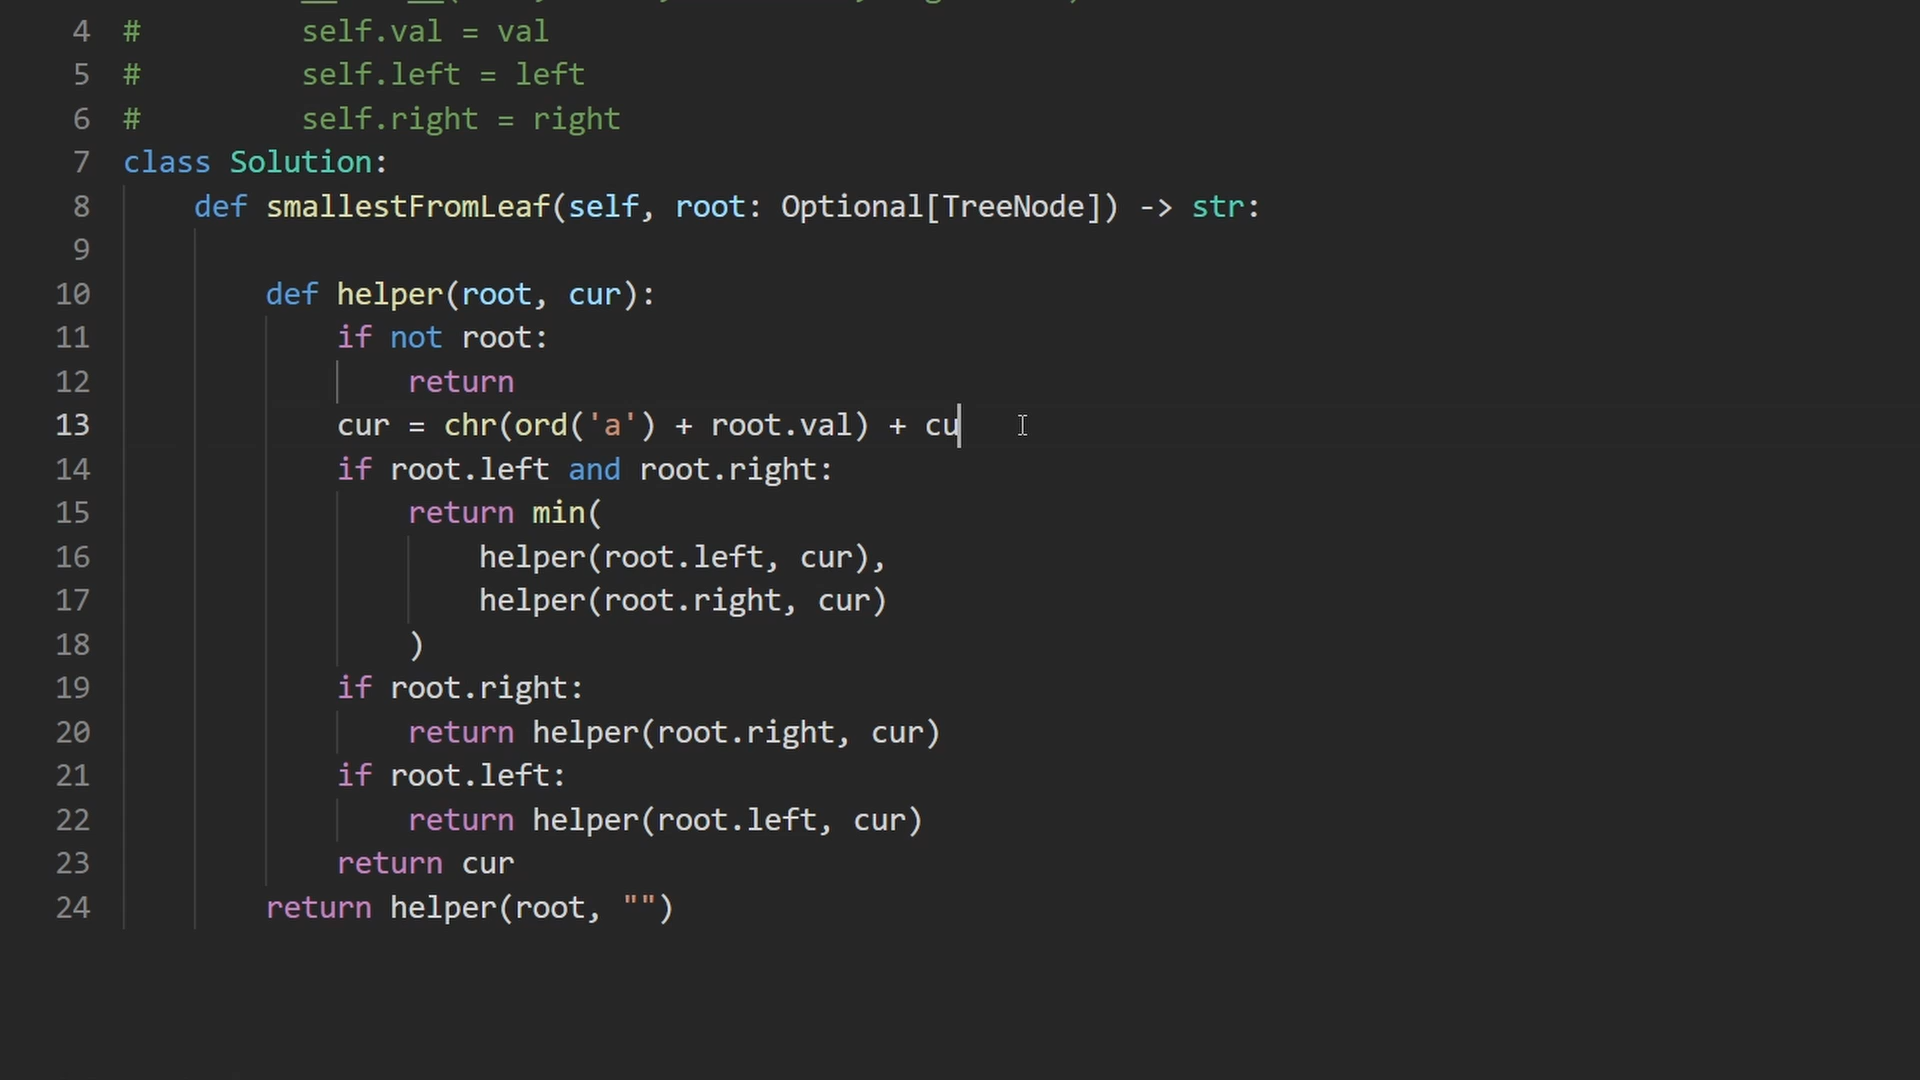 4 #         self.val = val
5 #         self.left = left
6 #         self.right = right
7 class Solution:
8     def smallestFromLeaf(self, root: Optional[TreeNode]) -> str:
9
10         def helper(root, cur):
11             if not root:
12                 return
13             cur = chr(ord('a') + root.val) + cu
14             if root.left and root.right:
15                 return min(
16                     helper(root.left, cur),
17                     helper(root.right, cur)
18                 )
19             if root.right:
20                 return helper(root.right, cur)
21             if root.left:
22                 return helper(root.left, cur)
23             return cur
24         return helper(root, "")